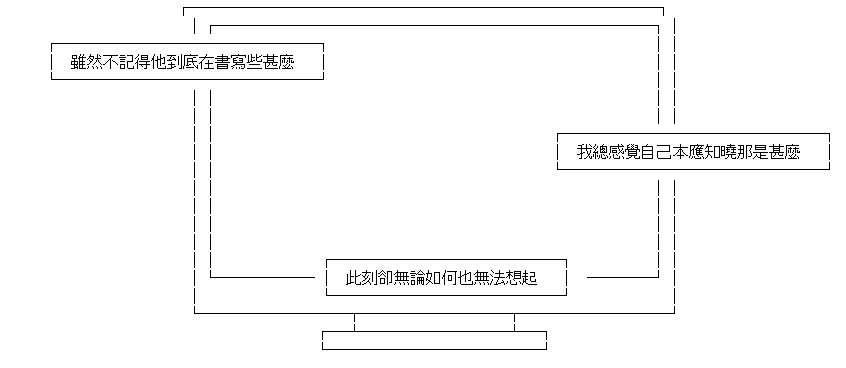 雖然不記得他到底在書寫些甚麼
我總感覺自己本應知曉那是甚麼
此刻卻無論如何也無法想起